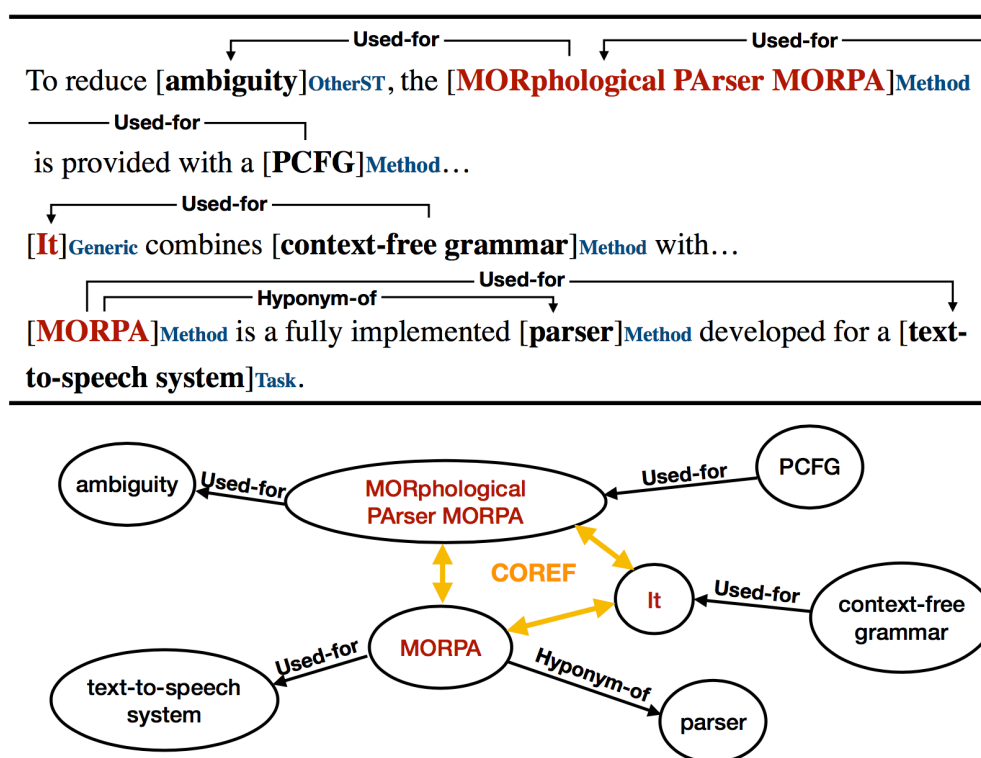 Used-for Used-for
To reduce [ambiguity]OtherST, the [MORphological PArser MORPA]Method
Used-for
is provided with a [PCFG]Method…
Used-for
[It]Generic combines [context-free grammar]Method with…
Used-for
Hyponym-of
[MORPA]Method is a fully implemented [parser]Method developed for a [text-
to-speech system]Task.
ambiguity
Used-for
MORphological
PArser MORPA
Used-for
PCFG
COREF
It
Used-for
context-free
grammar
MORPA
Used-for
text-to-speech
system
Hyponym-of
parser